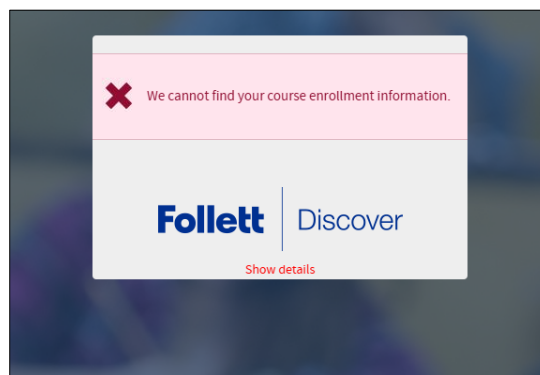 We cannot find your course enrollment information.
Follett | Discover
Show details